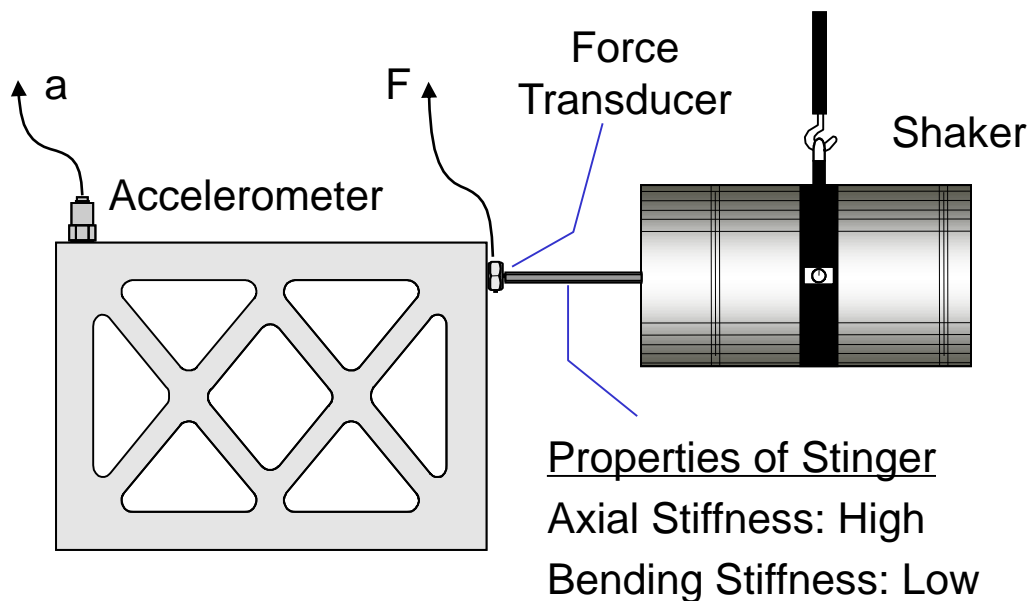 a
F
Force
Transducer
Shaker
Accelerometer
Properties of Stinger
Axial Stiffness: High
Bending Stiffness: Low